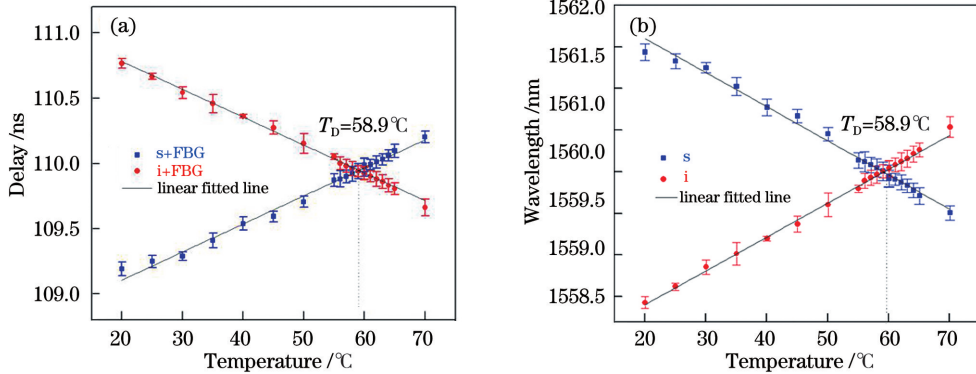 (a)
Delay /ns
111.0
110.5
110.0
109.5
109.0
T_D=58.9℃
s+FBG
i+FBG
linear fitted line
20 30 40 50 60 70
Temperature /℃
(b)
Wavelength /nm
1562.0
1561.5
1561.0
1560.5
1560.0
1559.5
1559.0
1558.5
T_D=58.9℃
s
i
linear fitted line
20 30 40 50 60 70
Temperature /℃